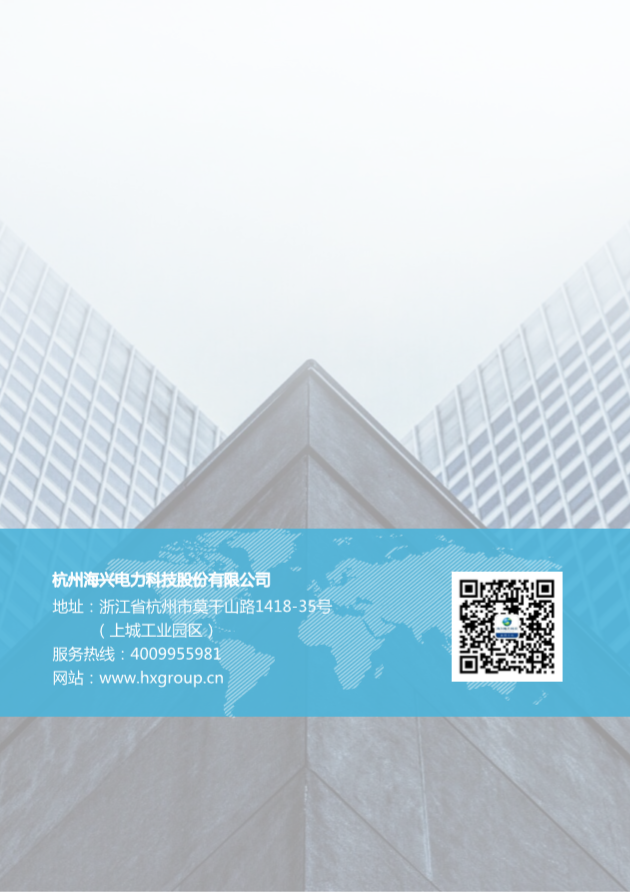 杭州海兴电力科技股份有限公司
地址：浙江省杭州市莫干山路1418-35号
（上城工业园区）
服务热线：4009955981
网站：www.hxgroup.cn